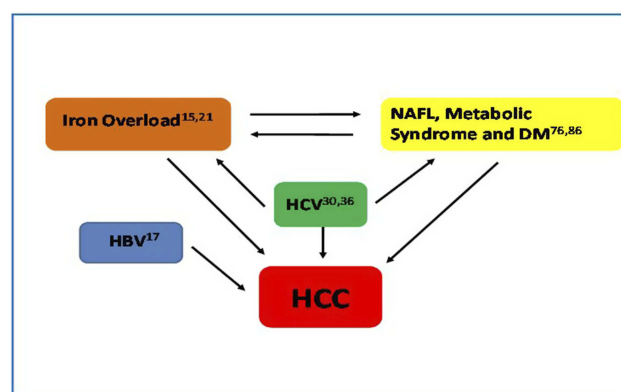 Iron Overload15,21
NAFL, Metabolic
Syndrome and DM76,86
HCV30,36
HBV17
HCC